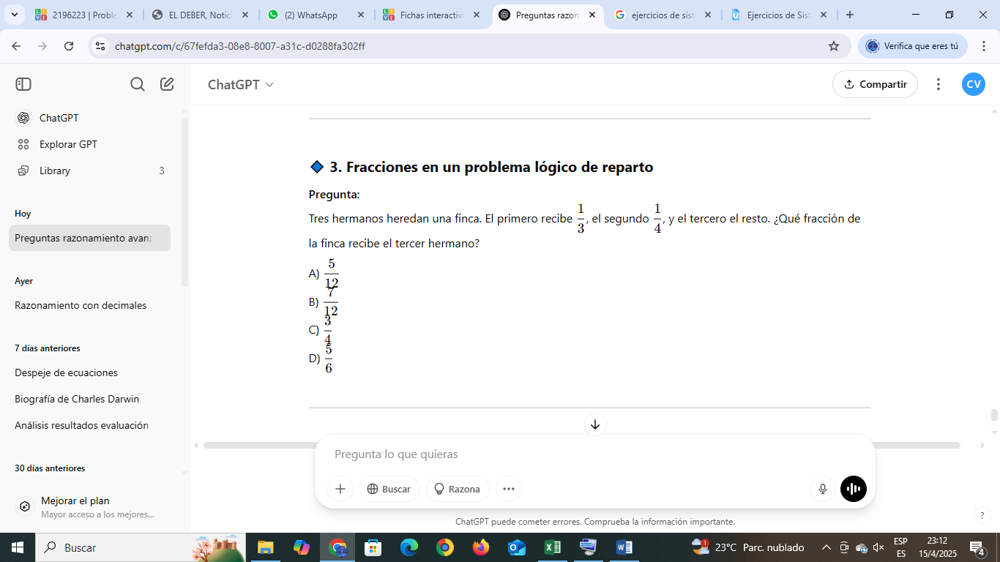 2196223 | Proble
EL DEBER, Notici
(2) WhatsApp
Fichas interactiva
Preguntas razon
ejercicios de sist
Ejercicios de Sist
chatgpt.com/c/67fefda3-08e8-8007-a31c-d0288fa302ff
Verifica que eres tú
ChatGPT
Compartir
CV
ChatGPT
Explorar GPT
Library 3
Hoy
Preguntas razonamiento avanz
Ayer
Razonamiento con decimales
7 días anteriores
Despeje de ecuaciones
Biografía de Charles Darwin
Análisis resultados evaluación
30 días anteriores
Mejorar el plan
Mayor acceso a los mejores...
3. Fracciones en un problema lógico de reparto
Pregunta:
Tres hermanos heredan una finca. El primero recibe 1/3, el segundo 1/4, y el tercero el resto. ¿Qué fracción de
la finca recibe el tercer hermano?
A) 5/12
B) 7/12
C) 3/4
D) 5/6
Pregunta lo que quieras
Buscar
Razona
ChatGPT puede cometer errores. Comprueba la información importante.
?
Buscar
23°C Parc. nublado
ESP
ES
23:12
15/4/2025
4